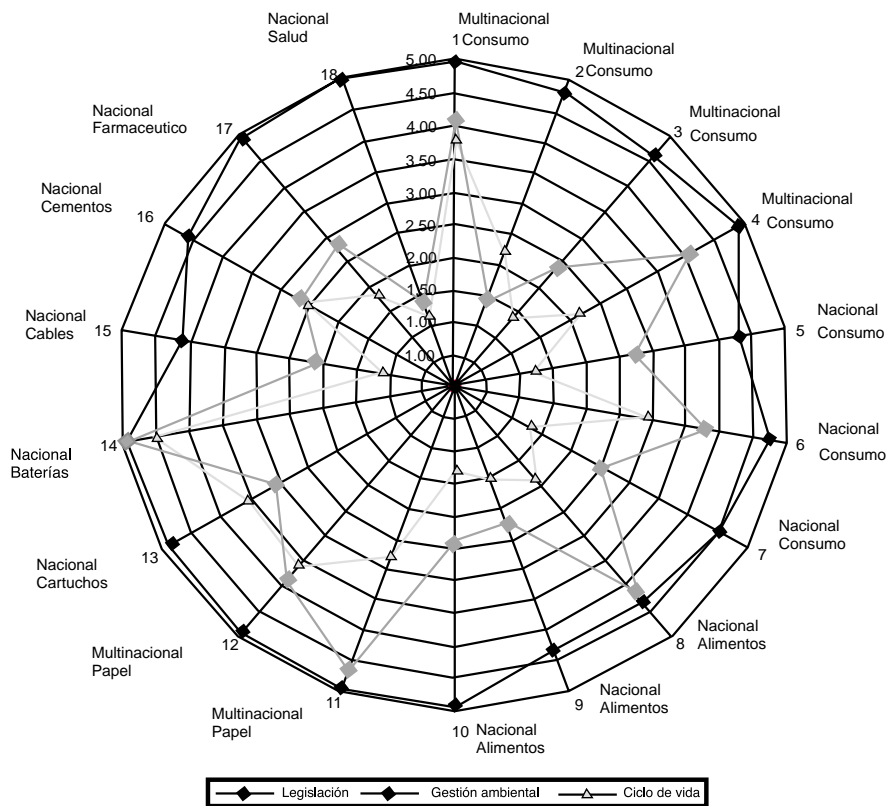 Nacional
Salud
18
Multinacional
1 Consumo
Multinacional
2 Consumo
Multinacional
3 Consumo
Multinacional
4 Consumo
Nacional
5 Consumo
Nacional
6 Consumo
Nacional
Consumo
7
Nacional
Alimentos
8
Nacional
Alimentos
9
Nacional
Alimentos
10
Multinacional
Papel
11
Multinacional
Papel
12
Nacional
Cartuchos
13
Nacional
Baterías
14
Nacional
Cables
15
Nacional
Cementos
16
Nacional
Farmaceutico
17
5.00
4.50
4.00
3.50
3.00
2.50
2.00
1.50
1.00
1.00
Legislación Gestión ambiental Ciclo de vida